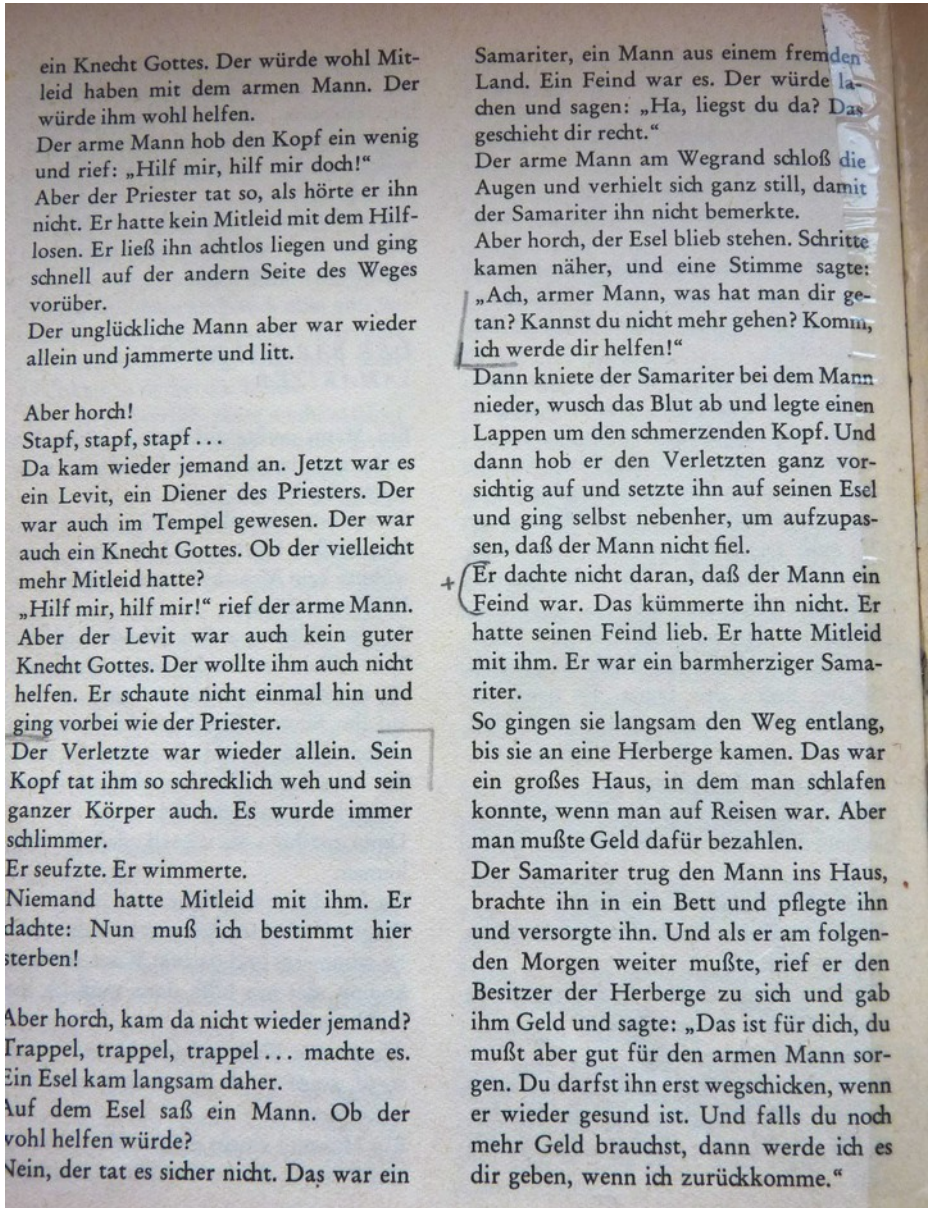 ein Knecht Gottes. Der würde wohl Mit-
leid haben mit dem armen Mann. Der
würde ihm wohl helfen.
Der arme Mann hob den Kopf ein wenig
und rief: „Hilf mir, hilf mir doch!“
Aber der Priester tat so, als hörte er ihn
nicht. Er hatte kein Mitleid mit dem Hilf-
losen. Er ließ ihn achtlos liegen und ging
schnell auf der andern Seite des Weges
vorüber.
Der unglückliche Mann aber war wieder
allein und jammerte und litt.
Aber horch!
Stapf, stapf, stapf . . .
Da kam wieder jemand an. Jetzt war es
ein Levit, ein Diener des Priesters. Der
war auch im Tempel gewesen. Der war
auch ein Knecht Gottes. Ob der vielleicht
mehr Mitleid hatte?
„Hilf mir, hilf mir!“ rief der arme Mann.
Aber der Levit war auch kein guter
Knecht Gottes. Der wollte ihm auch nicht
helfen. Er schaute nicht einmal hin und
ging vorbei wie der Priester.
Der Verletzte war wieder allein. Sein
Kopf tat ihm so schrecklich weh und sein
ganzer Körper auch. Es wurde immer
schlimmer.
Er seufzte. Er wimmerte.
Niemand hatte Mitleid mit ihm. Er
dachte: Nun muß ich bestimmt hier
sterben!
Aber horch, kam da nicht wieder jemand?
Trappel, trappel, trappel . . . machte es.
Ein Esel kam langsam daher.
Auf dem Esel saß ein Mann. Ob der
wohl helfen würde?
Nein, der tat es sicher nicht. Das war ein
Samariter, ein Mann aus einem fremden
Land. Ein Feind war es. Der würde la-
chen und sagen: „Ha, liegst du da? Das
geschieht dir recht.“
Der arme Mann am Wegrand schloß die
Augen und verhielt sich ganz still, damit
der Samariter ihn nicht bemerkte.
Aber horch, der Esel blieb stehen. Schritte
kamen näher, und eine Stimme sagte:
„Ach, armer Mann, was hat man dir ge-
tan? Kannst du nicht mehr gehen? Komm,
ich werde dir helfen!“
Dann kniete der Samariter bei dem Mann
nieder, wusch das Blut ab und legte einen
Lappen um den schmerzenden Kopf. Und
dann hob er den Verletzten ganz vor-
sichtig auf und setzte ihn auf seinen Esel
und ging selbst nebenher, um aufzupas-
sen, daß der Mann nicht fiel.
+ Er dachte nicht daran, daß der Mann ein
Feind war. Das kümmerte ihn nicht. Er
hatte seinen Feind lieb. Er hatte Mitleid
mit ihm. Er war ein barmherziger Sama-
riter.
So gingen sie langsam den Weg entlang,
bis sie an eine Herberge kamen. Das war
ein großes Haus, in dem man schlafen
konnte, wenn man auf Reisen war. Aber
man mußte Geld dafür bezahlen.
Der Samariter trug den Mann ins Haus,
brachte ihn in ein Bett und pflegte ihn
und versorgte ihn. Und als er am folgen-
den Morgen weiter mußte, rief er den
Besitzer der Herberge zu sich und gab
ihm Geld und sagte: „Das ist für dich, du
mußt aber gut für den armen Mann sor-
gen. Du darfst ihn erst wegschicken, wenn
er wieder gesund ist. Und falls du noch
mehr Geld brauchst, dann werde ich es
dir geben, wenn ich zurückkomme.“